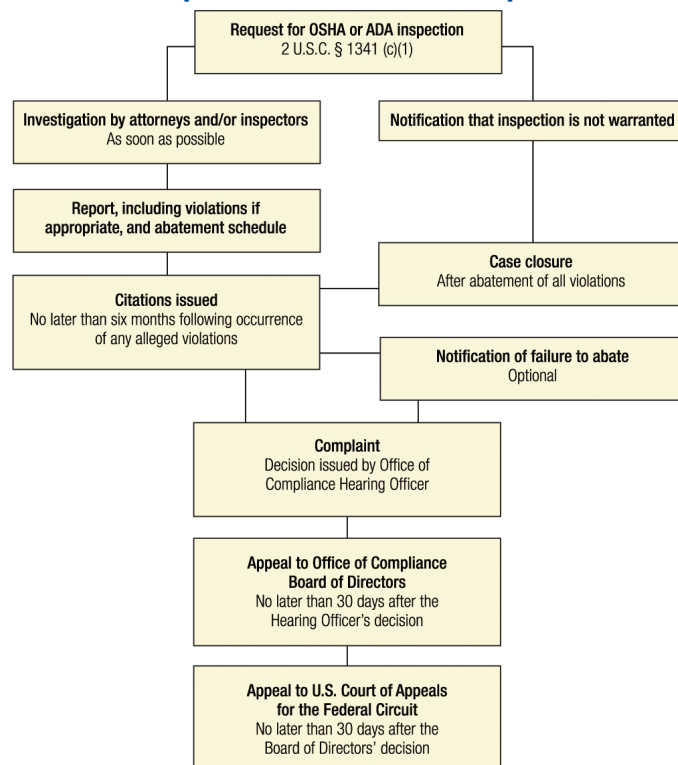 Request for OSHA or ADA inspection
2 U.S.C. § 1341 (c)(1)
Investigation by attorneys and/or inspectors
As soon as possible
Notification that inspection is not warranted
Report, including violations if
appropriate, and abatement schedule
Case closure
After abatement of all violations
Citations issued
No later than six months following occurrence
of any alleged violations
Notification of failure to abate
Optional
Complaint
Decision issued by Office of
Compliance Hearing Officer
Appeal to Office of Compliance
Board of Directors
No later than 30 days after the
Hearing Officer's decision
Appeal to U.S. Court of Appeals
for the Federal Circuit
No later than 30 days after the
Board of Directors' decision